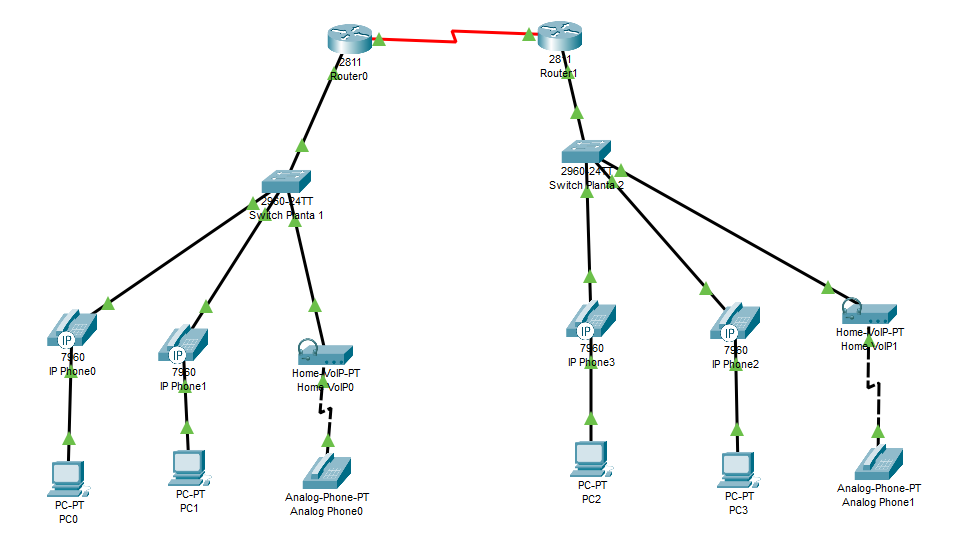 2811
Router0
2811
Router1
2960-24TT
Switch Planta 1
2960-24TT
Switch Planta 2
IP
7960
IP Phone0
IP
7960
IP Phone1
Home-VoIP-PT
Home VoIP0
IP
7960
IP Phone3
IP
7960
IP Phone2
Home-VoIP-PT
Home VoIP1
PC-PT
PC0
PC-PT
PC1
Analog-Phone-PT
Analog Phone0
PC-PT
PC2
PC-PT
PC3
Analog-Phone-PT
Analog Phone1